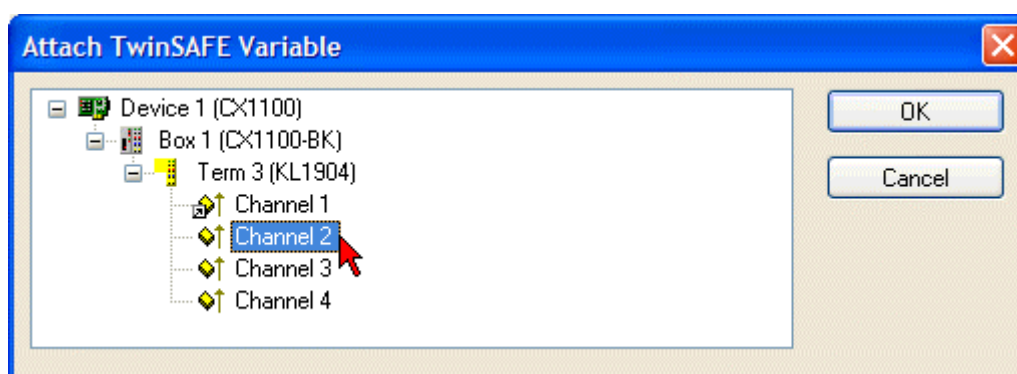 Attach TwinSAFE Variable
Device 1 (CX1100)
OK
Box 1 (CX1100-BK)
Term 3 (KL1904)
Cancel
Channel 1
Channel 2
Channel 3
Channel 4